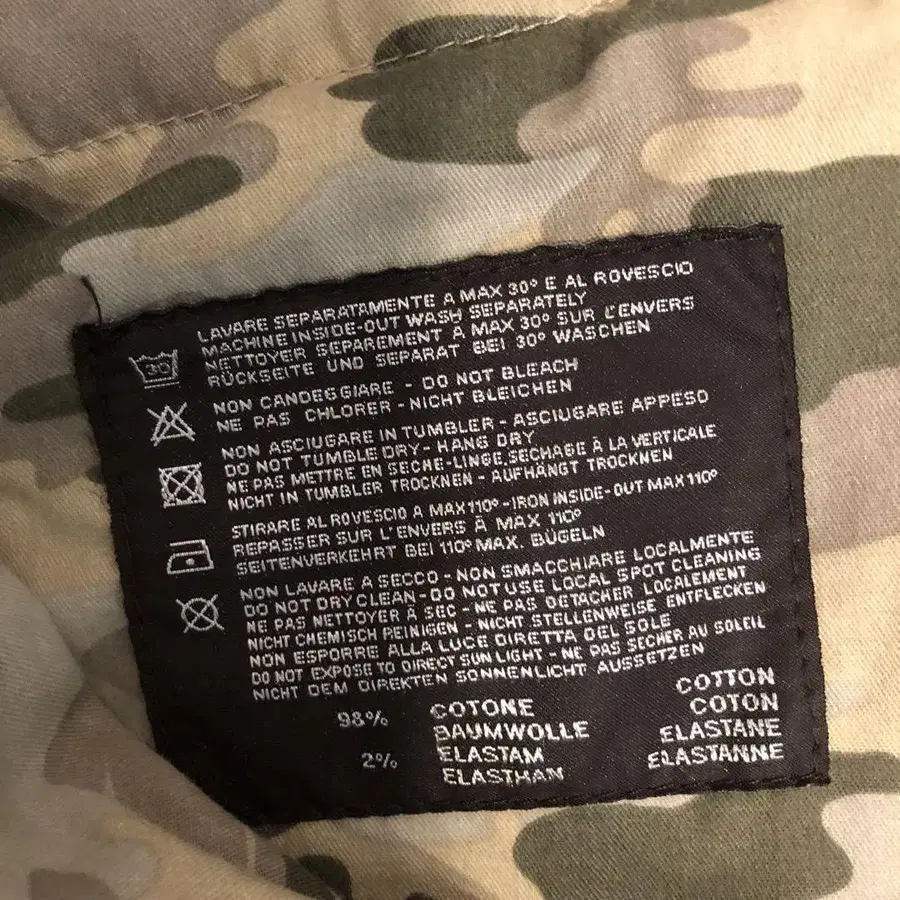 30
LAVARE SEPARATAMENTE A MAX 30° E AL ROVESCIO
MACHINE INSIDE-OUT WASH SEPARATELY
NETTOYER SEPAREMENT À MAX 30° SUR L'ENVERS
RÜCKSEITE UND SEPARAT BEI 30° WASCHEN
NON CANDEGGIARE - DO NOT BLEACH
NE PAS CHLORER - NICHT BLEICHEN
NON ASCIUGARE IN TUMBLER - ASCIUGARE APPESO
DO NOT TUMBLE DRY - HANG DRY
NE PAS METTRE EN SECHE-LINGE, SECHAGE À LA VERTICALE
NICHT IN TUMBLER TROCKNEN - AUFHÄNGT TROCKNEN
STIRARE AL ROVESCIO A MAX 110° - IRON INSIDE-OUT MAX 110°
REPASSER SUR L'ENVERS À MAX 110°
SEITENVERKEHRT BEI 110° MAX. BÜGELN
NON LAVARE A SECCO - NON SMACCHIARE LOCALMENTE
DO NOT DRY CLEAN - DO NOT USE LOCAL SPOT CLEANING
NE PAS NETTOYER À SEC - NE PAS DETACHER LOCALEMENT
NICHT CHEMISCH REINIGEN - NICHT STELLENWEISE ENTFLECKEN
NON ESPORRE ALLA LUCE DIRETTA DEL SOLE
DO NOT EXPOSE TO DIRECT SUN LIGHT - NE PAS SECHER AU SOLEIL
NICHT DEM DIREKTEN SONNENLICHT AUSSETZEN
98% COTONE COTTON
BAUMWOLLE COTON
2% ELASTAM ELASTANE
ELASTHAN ELASTANNE